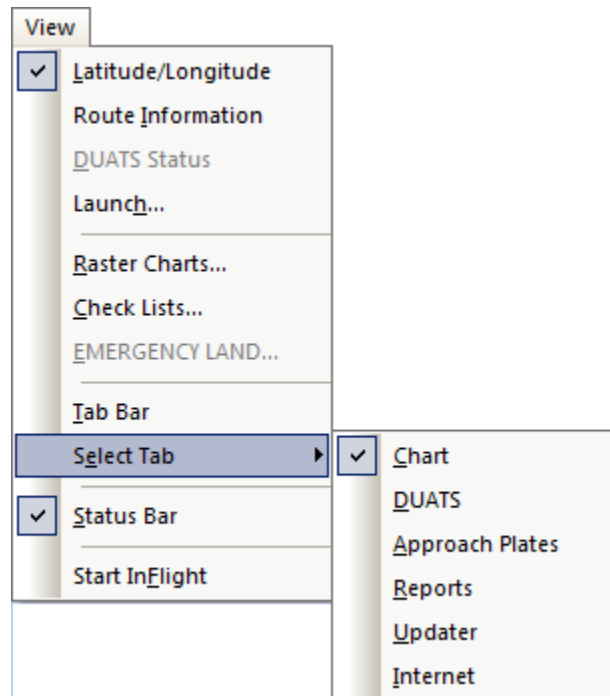 View
Latitude/Longitude
Route Information
DUATS Status
Launch...
Raster Charts...
Check Lists...
EMERGENCY LAND...
Tab Bar
Select Tab
Chart
DUATS
Approach Plates
Reports
Updater
Internet
Status Bar
Start InFlight